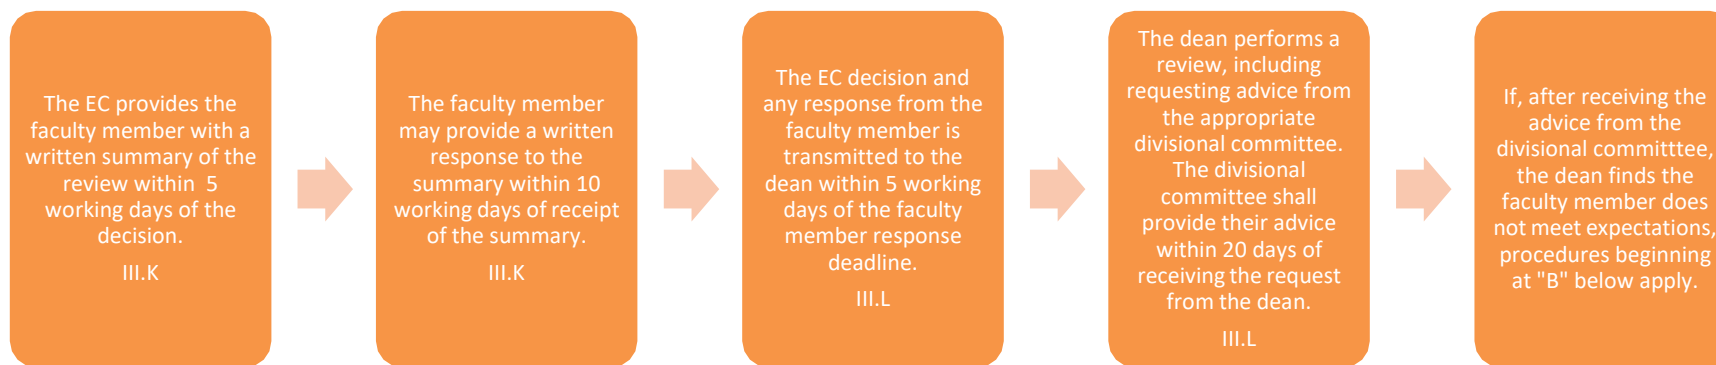 The EC provides the
faculty member with a
written summary of the
review within  5
working days of the
decision.
III.K
The faculty member
may provide a written
response to the
summary within 10
working days of receipt
of the summary.
III.K
The EC decision and
any response from the
faculty member is
transmitted to the
dean within 5 working
days of the faculty
member response
deadline.
III.L
The dean performs a
review, including
requesting advice from
the appropriate
divisional committee.
The divisional
committee shall
provide their advice
within 20 days of
receiving the request
from the dean.
III.L
If, after receiving the
advice from the
divisional committtee,
the dean finds the
faculty member does
not meet expectations,
procedures beginning
at "B" below apply.